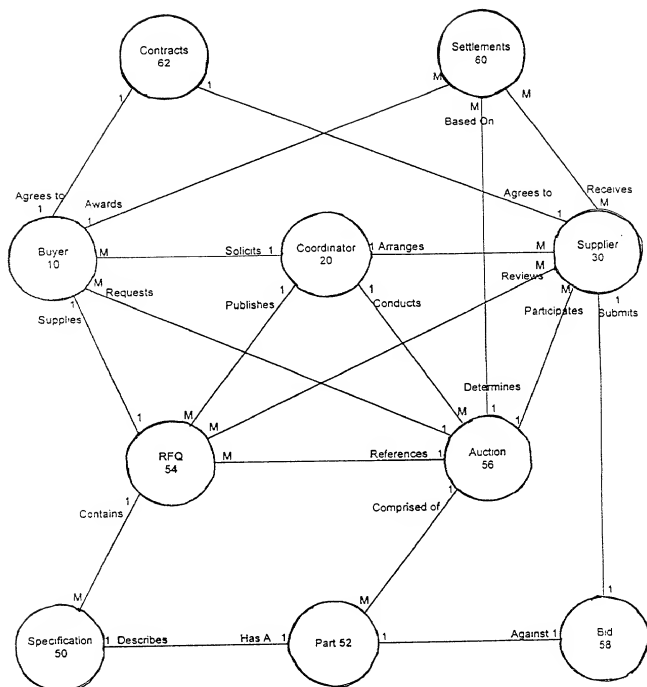 Contracts
62
Settlements
60
1
1
M
M
M
Based On
Agrees to
1
Awards
1
Agrees to
1
Receives
M
Buyer
10
M
Solicits
1
Coordinator
20
1
Arranges
M
Supplier
30
M
Requests
1
Supplies
Publishes
1
1
Conducts
Reviews
M
Participates
M
1
Submits
Determines
1
M
M
M
1
1
1
RFQ
54
M
References
1
Auction
56
Contains
1
Comprised of
1
M
M
1
Specification
50
1
Describes
Has A
1
Part 52
1
Against
1
Bid
58